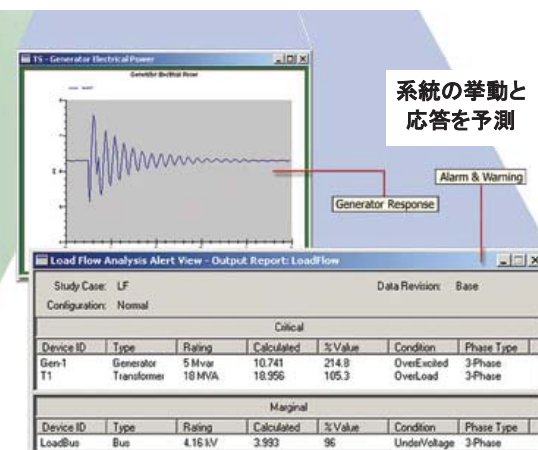 TS - Generator Electrical Power
Generator Electrical Power
系統の挙動と
応答を予測
Alarm & Warning
Generator Response
Load Flow Analysis Alert View - Output Report: LoadFlow
Study Case: LF Data Revision: Base
Configuration: Normal
Critical
Device ID Type Rating Calculated % Value Condition Phase Type
Gen-1 Generator 5 Mvar 10.741 214.8 OverExcited 3-Phase
T1 Transformer 18 MVA 18.956 105.3 OverLoad 3-Phase
Marginal
Device ID Type Rating Calculated % Value Condition Phase Type
LoadBus Bus 4.16 kV 3.993 96 UnderVoltage 3-Phase